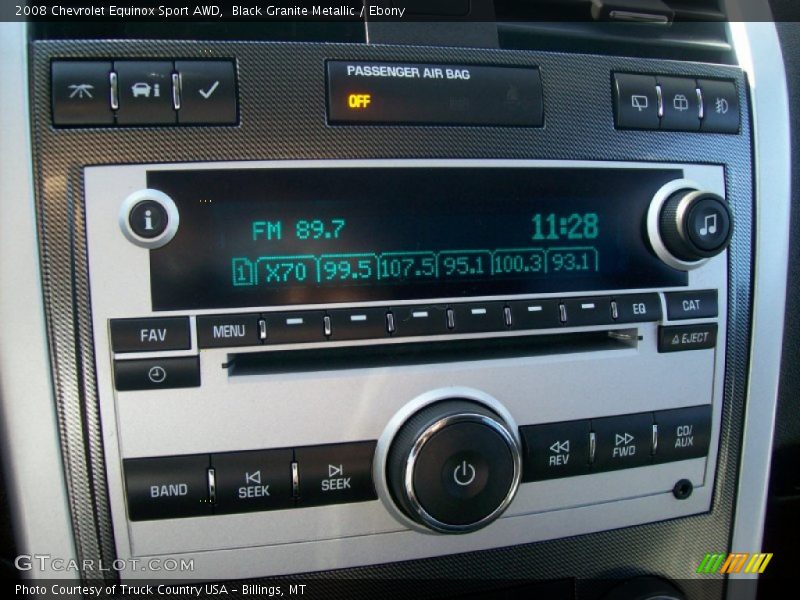 2008 Chevrolet Equinox Sport AWD, Black Granite Metallic / Ebony
PASSENGER AIR BAG
OFF
i
i
FM 89.7 11:28
1 X70 99.5 107.5 95.1 100.3 93.1
FAV MENU EQ CAT
EJECT
BAND SEEK SEEK REV FWD CD/AUX
GTCARLOT.COM
Photo Courtesy of Truck Country USA - Billings, MT